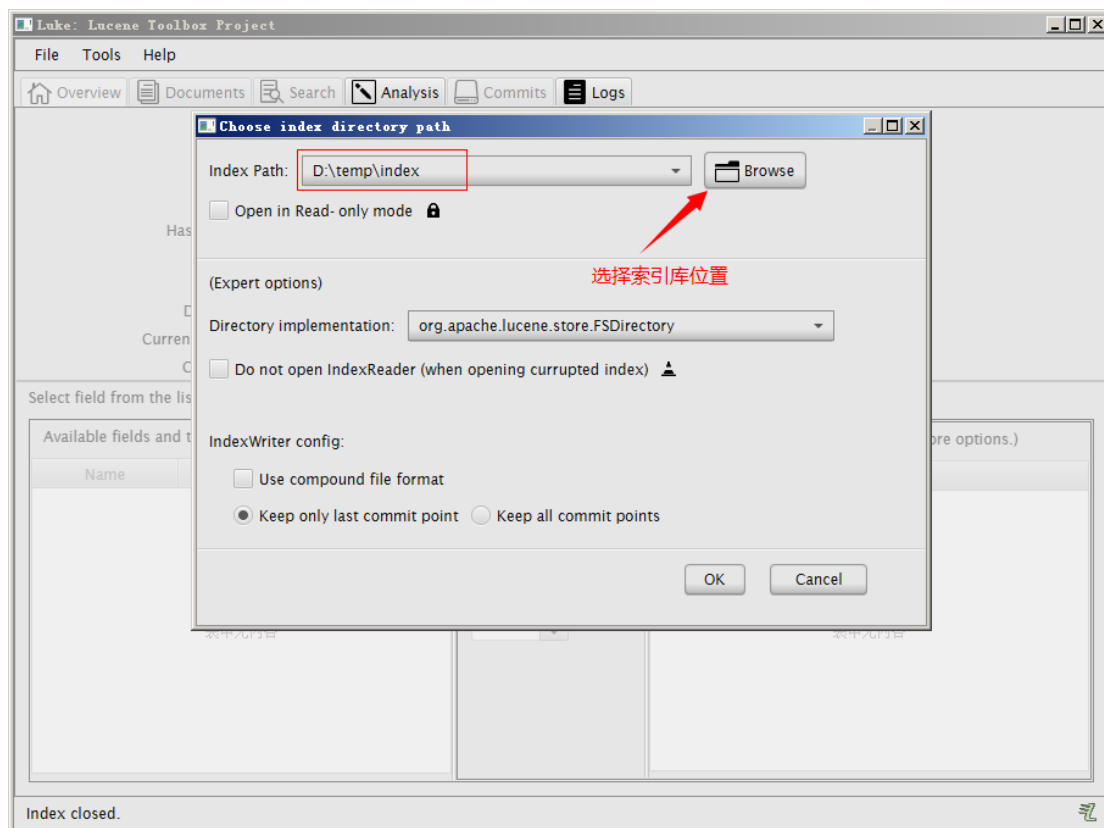 Luke: Lucene Toolbox Project
File Tools Help
Overview Documents Search Analysis Commits Logs
Choose index directory path
Index Path: D:\temp\index Browse
Open in Read- only mode
Has
选择索引库位置
(Expert options)
D
Directory implementation: org.apache.lucene.store.FSDirectory
Curren
C
Do not open IndexReader (when opening currupted index)
Select field from the lis
Available fields and t
ore options.)
IndexWriter config:
Name
Use compound file format
Keep only last commit point Keep all commit points
OK Cancel
Index closed.